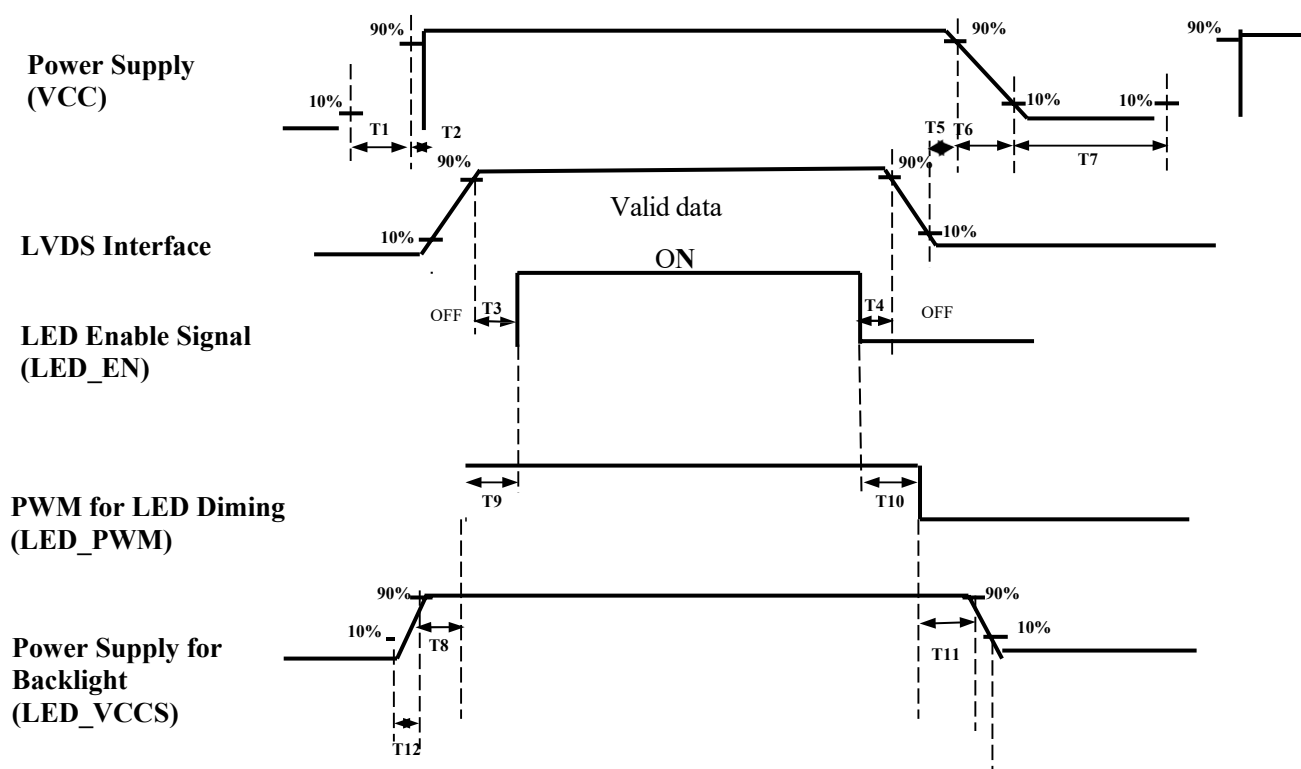 90%
90%
90%
Power Supply
(VCC)
10%
10%
10%
T1
T2
T5
T6
T7
90%
90%
Valid data
LVDS Interface
10%
10%
ON
OFF
T3
T4
OFF
LED Enable Signal
(LED_EN)
PWM for LED Diming
(LED_PWM)
T9
T10
90%
90%
10%
10%
Power Supply for
Backlight
(LED_VCCS)
T8
T11
T12